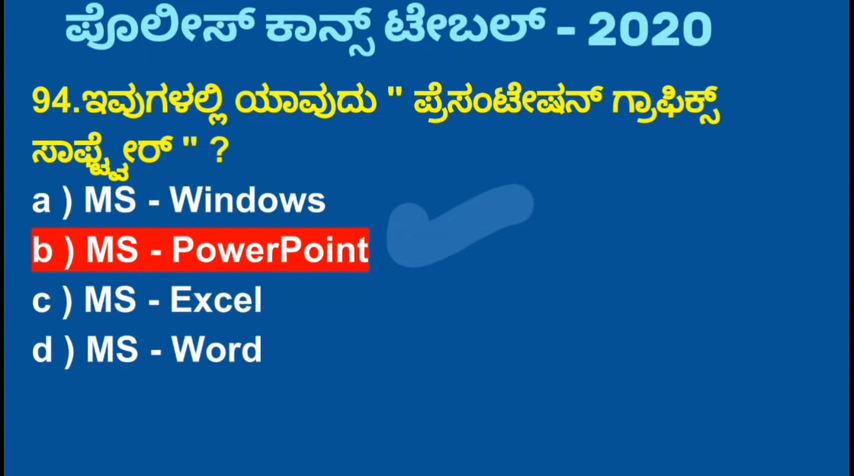 ಪೊಲೀಸ್ ಕಾನ್ಸ್ ಟೇಬಲ್ - 2020
94.ಇವುಗಳಲ್ಲಿ ಯಾವುದು " ಪ್ರೆಸಂಟೇಷನ್ ಗ್ರಾಫಿಕ್ಸ್
ಸಾಫ್ಟ್ವೇರ್ " ?
a ) MS - Windows
b ) MS - PowerPoint
c ) MS - Excel
d ) MS - Word